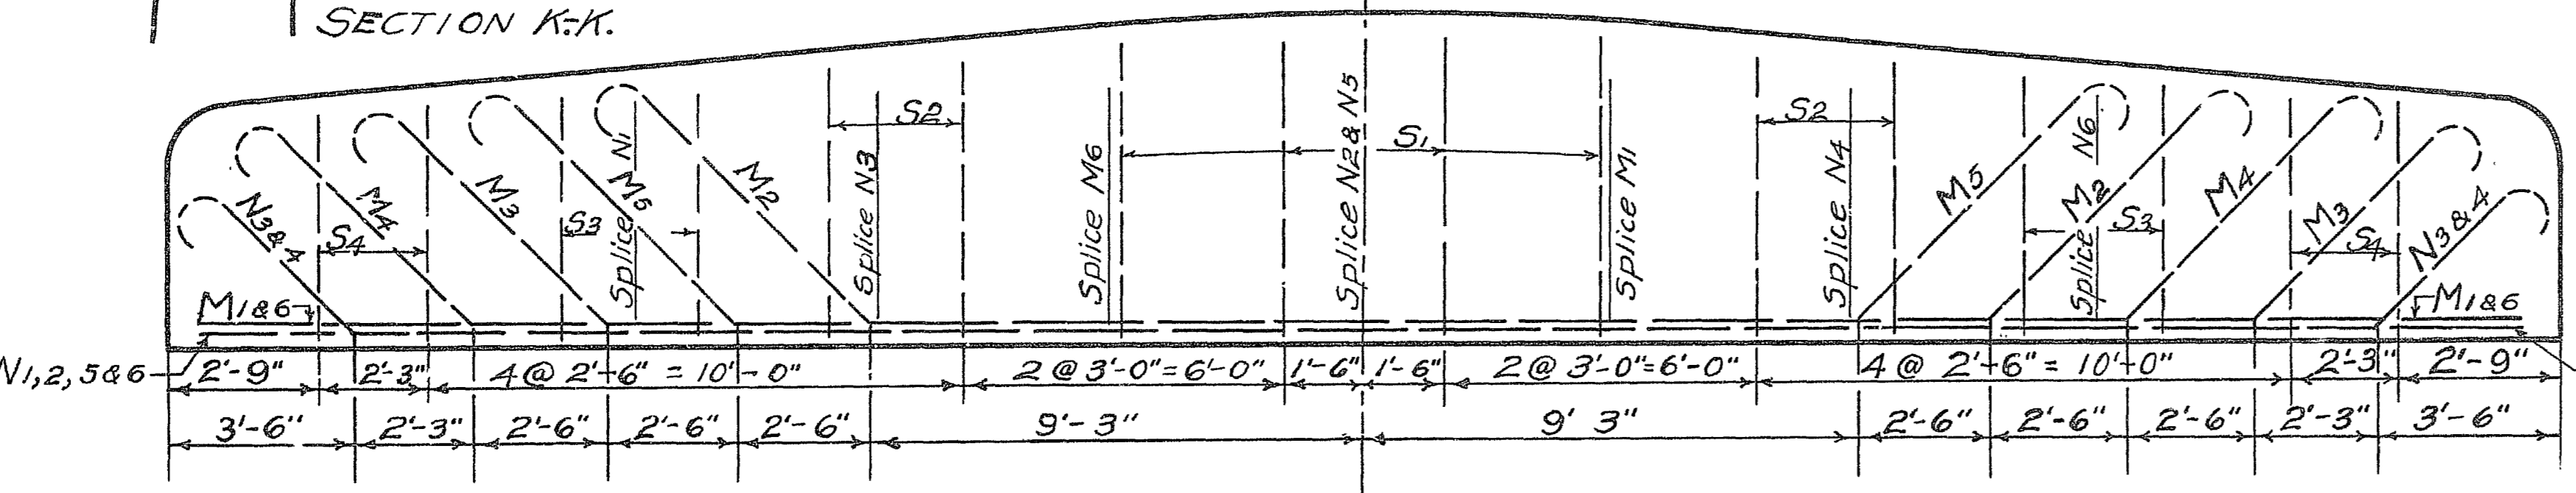 SECTION K-K.
S2
S1
S2
N3&4
M4
M3
M5
M2
S4
S3
Splice N1
Splice N3
Splice M6
Splice N2 & N5
Splice M1
Splice N4
Splice N6
M5
M2
M4
M3
N3&4
S3
S4
M1&6
M1&6
N1,2,5&6
2'-9" 2'-3" 4 @ 2'-6" = 10'-0" 2 @ 3'-0"=6'-0" 1'-6" 1'-6" 2 @ 3'-0"=6'-0" 4 @ 2'-6" = 10'-0" 2'-3" 2'-9"
3'-6" 2'-3" 2'-6" 2'-6" 2'-6" 9'-3" 9' 3" 2'-6" 2'-6" 2'-6" 2'-3" 3'-6"